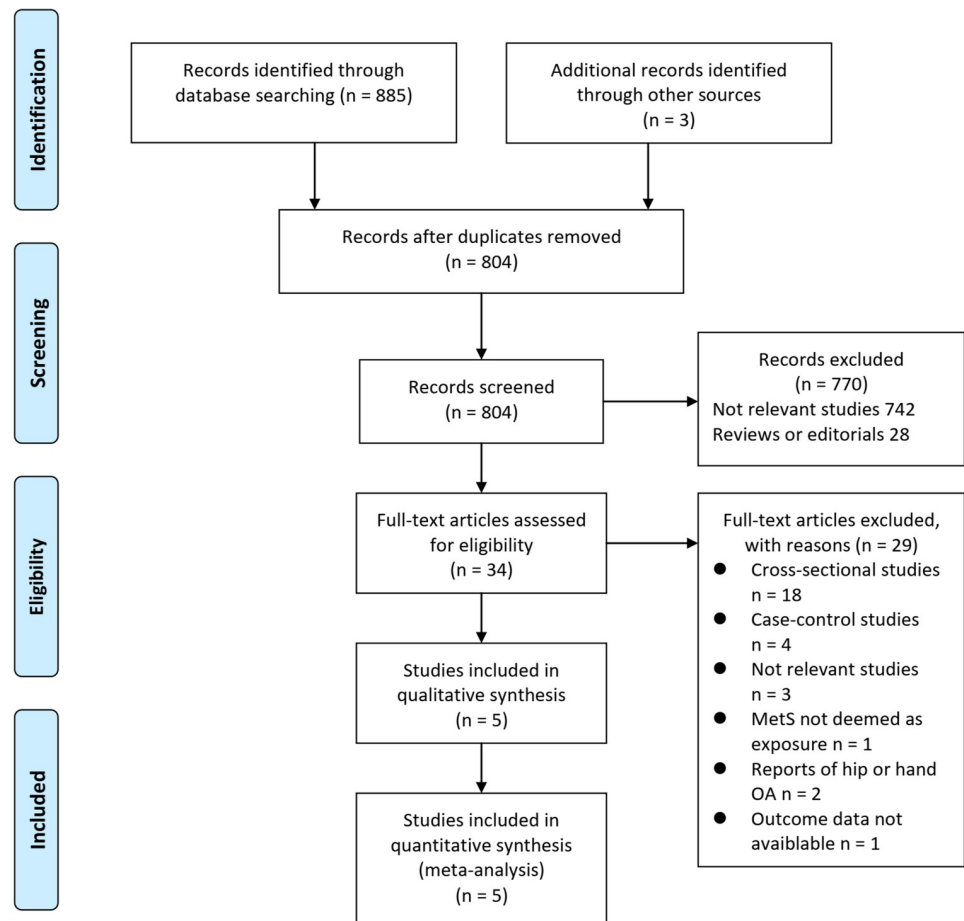 Identification
Records identified through
database searching (n = 885)
Additional records identified
through other sources
(n = 3)
Records after duplicates removed
(n = 804)
Screening
Records screened
(n = 804)
Records excluded
(n = 770)
Not relevant studies 742
Reviews or editorials 28
Eligibility
Full-text articles assessed
for eligibility
(n = 34)
Full-text articles excluded,
with reasons (n = 29)
● Cross-sectional studies
n = 18
● Case-control studies
n = 4
● Not relevant studies
n = 3
● MetS not deemed as
exposure n = 1
● Reports of hip or hand
OA n = 2
● Outcome data not
avaiblable n = 1
Studies included in
qualitative synthesis
(n = 5)
Included
Studies included in
quantitative synthesis
(meta-analysis)
(n = 5)